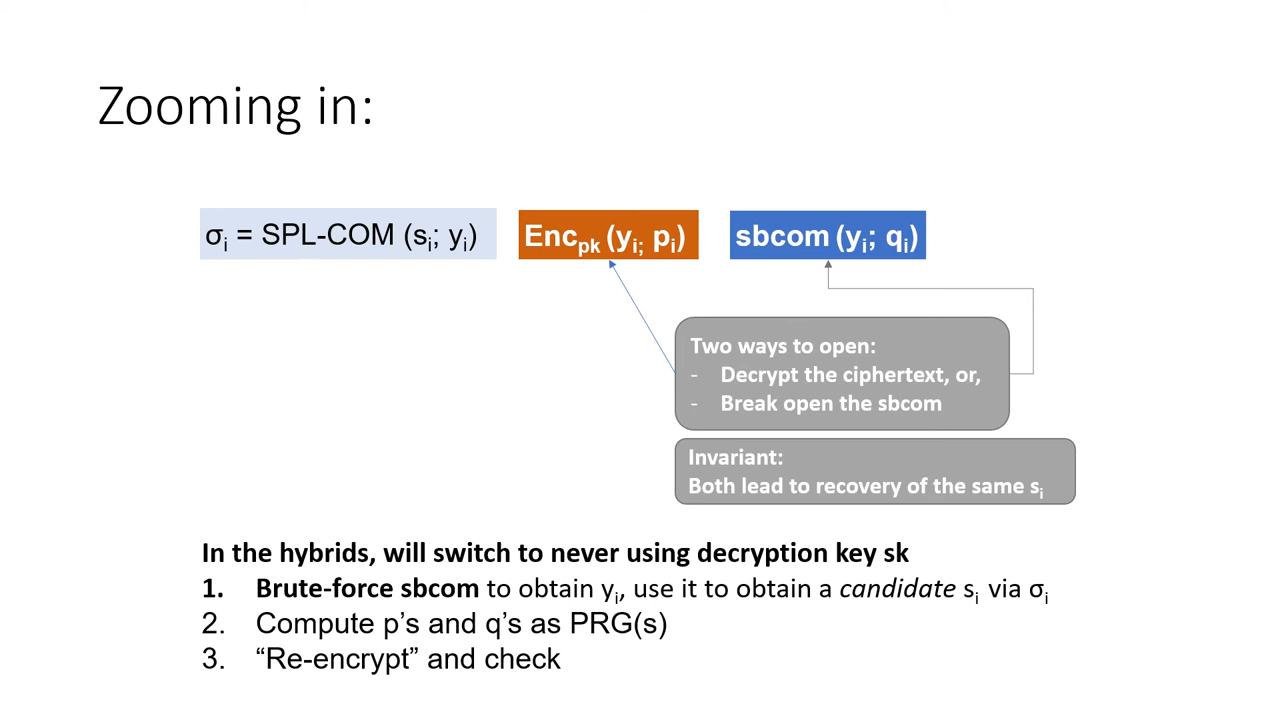 Zooming in:
σi = SPL-COM (si; yi)
Encpk (yi; pi)
sbcom (yi; qi)
Two ways to open:
- Decrypt the ciphertext, or,
- Break open the sbcom
Invariant:
Both lead to recovery of the same si
In the hybrids, will switch to never using decryption key sk
1. Brute-force sbcom to obtain yi, use it to obtain a candidate si via σi
2. Compute p’s and q’s as PRG(s)
3. “Re-encrypt” and check